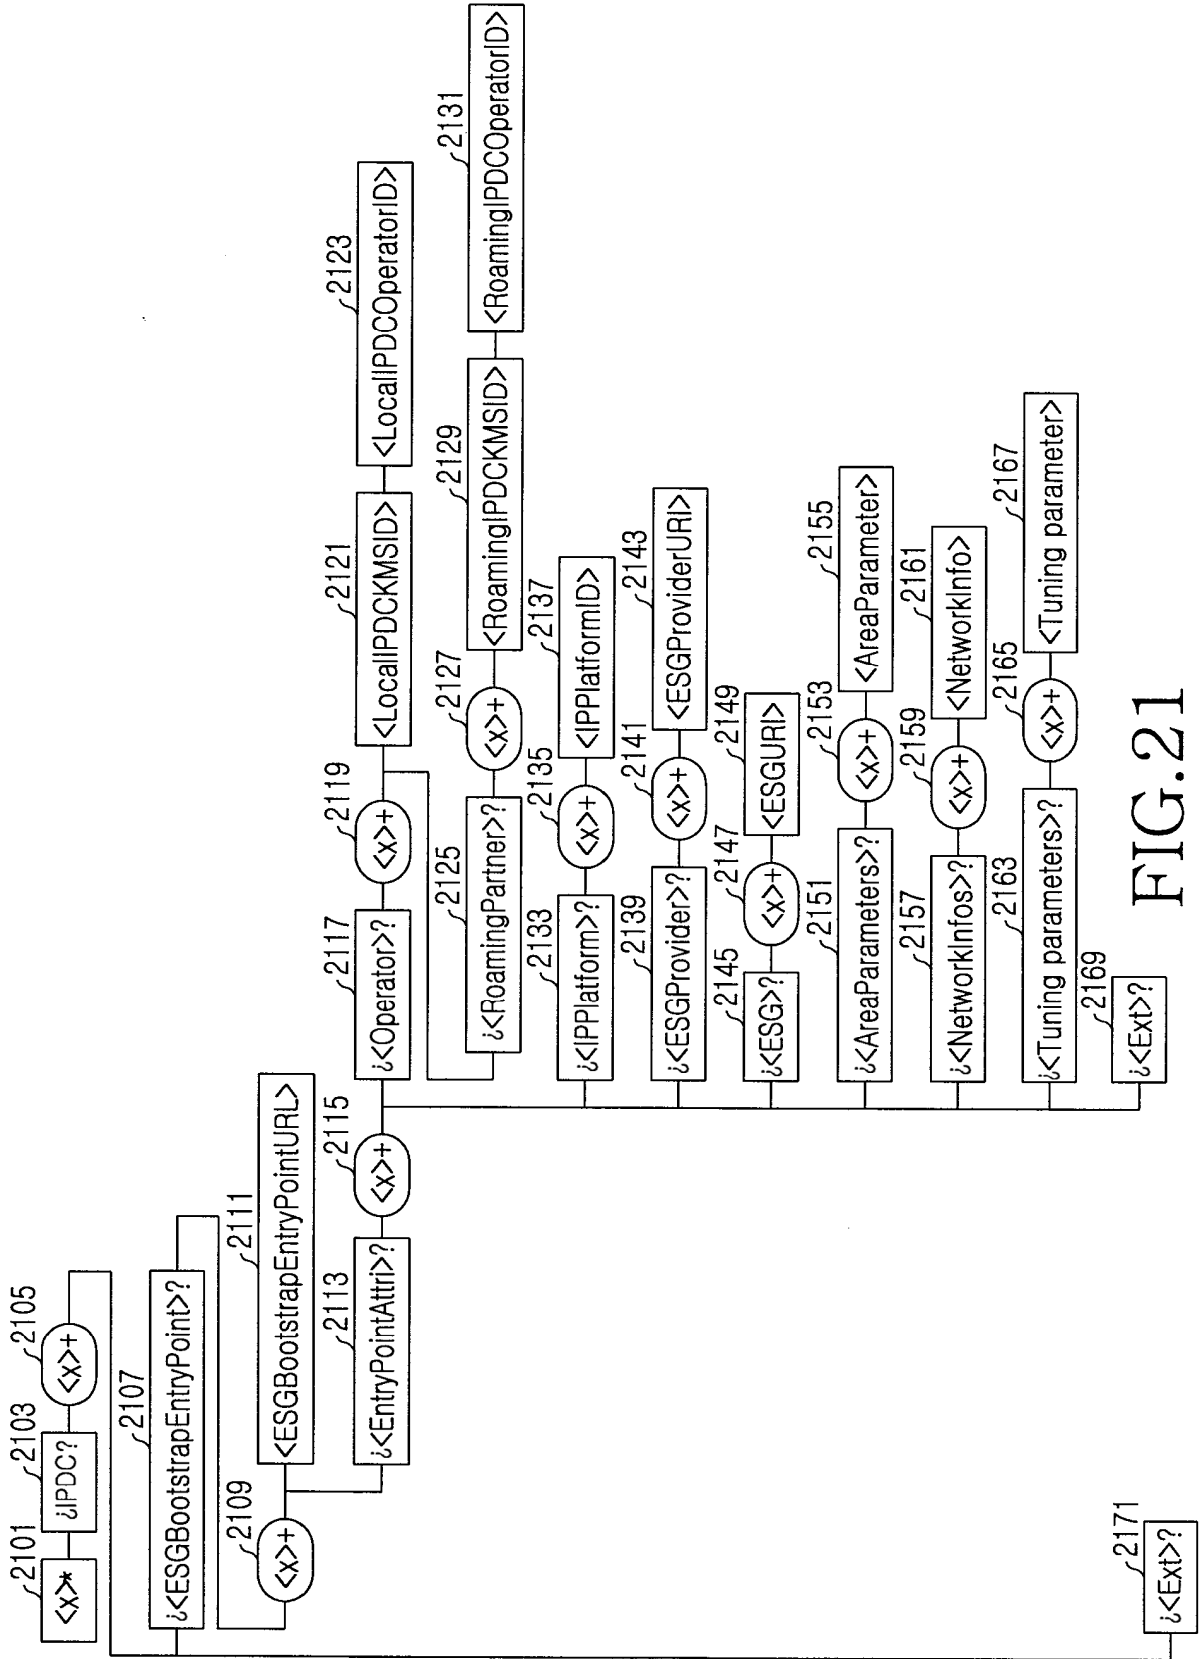 2101
<x>*
2103
¿IPDC?
2105
<x>+
2107
¿<ESGBootstrapEntryPoint>?
2109
<x>+
2111
<ESGBootstrapEntryPointURL>
2113
¿<EntryPointAttri>?
2115
<x>+
2117
¿<Operator>?
2119
<x>+
2121
<LocalIPDCKMSID>
2123
<LocalIPDCOperatorID>
2125
¿<RoamingPartner>?
2127
<x>+
2129
<RoamingIPDCKMSID>
2131
<RoamingIPDCOperatorID>
2133
¿<IPPlatform>?
2135
<x>+
2137
<IPPlatformID>
2139
¿<ESGProvider>?
2141
<x>+
2143
<ESGProviderURI>
2145
¿<ESG>?
2147
<x>+
2149
<ESGURI>
2151
¿<AreaParameters>?
2153
<x>+
2155
<AreaParameter>
2157
¿<NetworkInfos>?
2159
<x>+
2161
<NetworkInfo>
2163
¿<Tuning parameters>?
2165
<x>+
2167
<Tuning parameter>
2169
¿<Ext>?
2171
¿<Ext>?
FIG.21